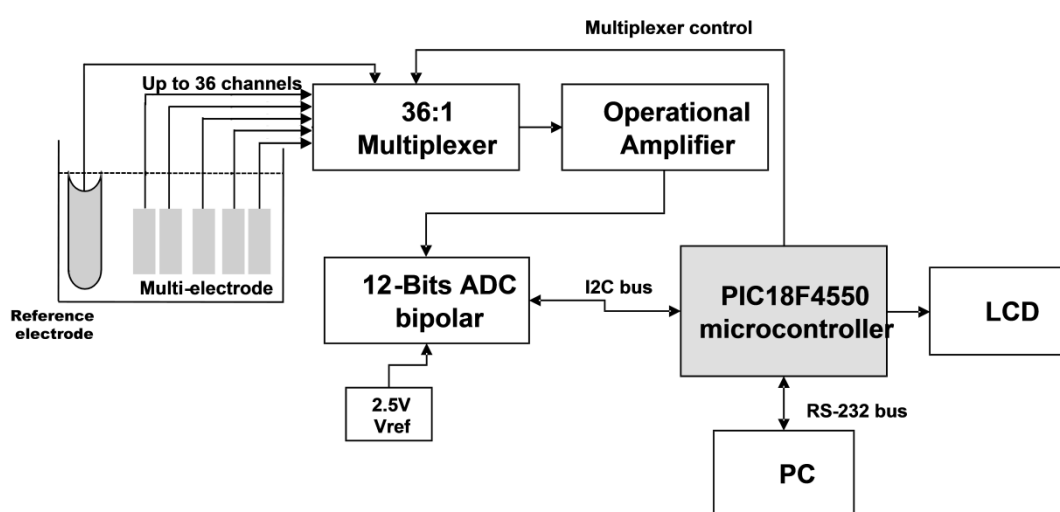 Multiplexer control
Up to 36 channels
36:1
Multiplexer
Operational
Amplifier
Multi-electrode
Reference
electrode
12-Bits ADC
bipolar
I2C bus
PIC18F4550
microcontroller
LCD
2.5V
Vref
RS-232 bus
PC